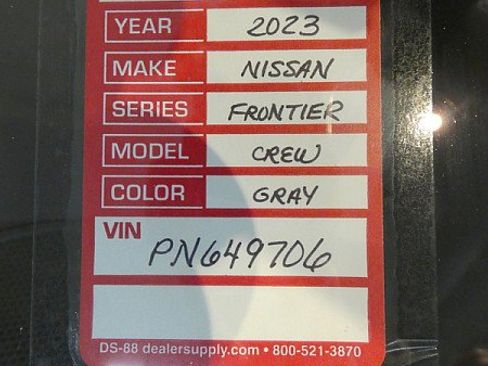 YEAR 2023
MAKE NISSAN
SERIES FRONTIER
MODEL CREW
COLOR GRAY
VIN
PN649706
DS-88 dealersupply.com • 800-521-3870